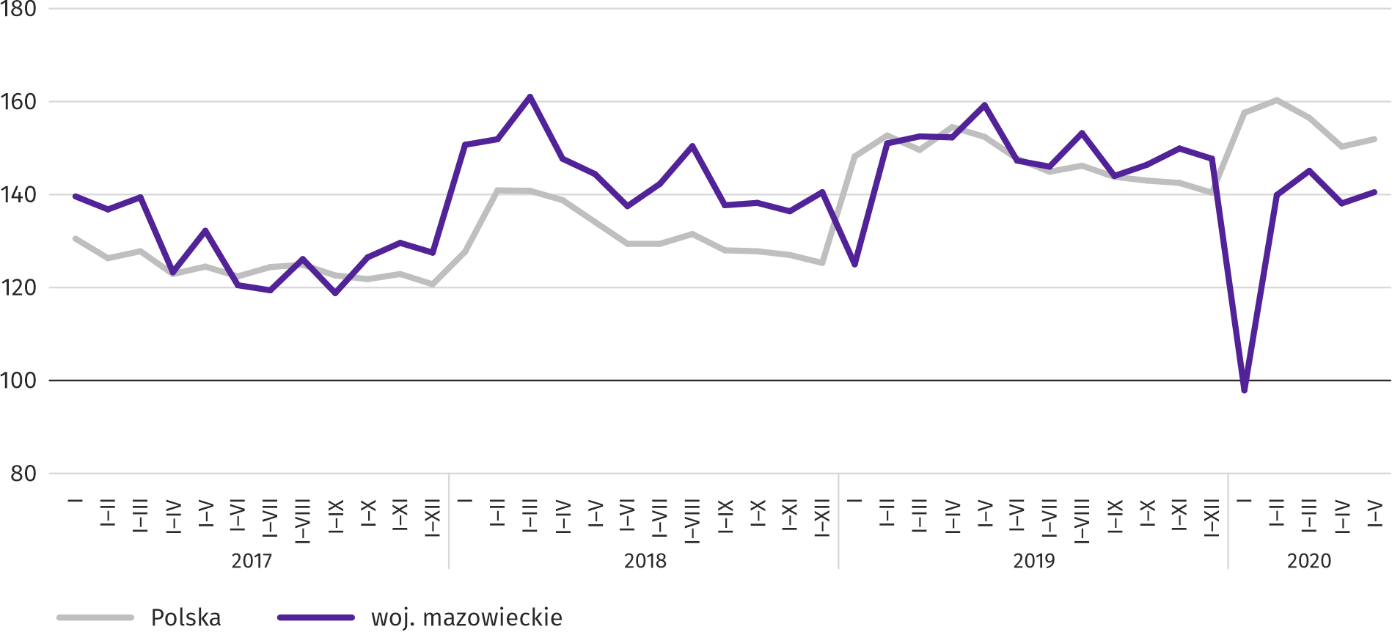 180
160
140
120
100
80
I I–II I–III I–IV I–V I–VI I–VII I–VIII I–IX I–X I–XI I–XII I I–II I–III I–IV I–V I–VI I–VII I–VIII I–IX I–X I–XI I–XII I I–II I–III I–IV I–V I–VI I–VII I–VIII I–IX I–X I–XI I–XII I I–II I–III I–IV I–V
2017 2018 2019 2020
Polska woj. mazowieckie